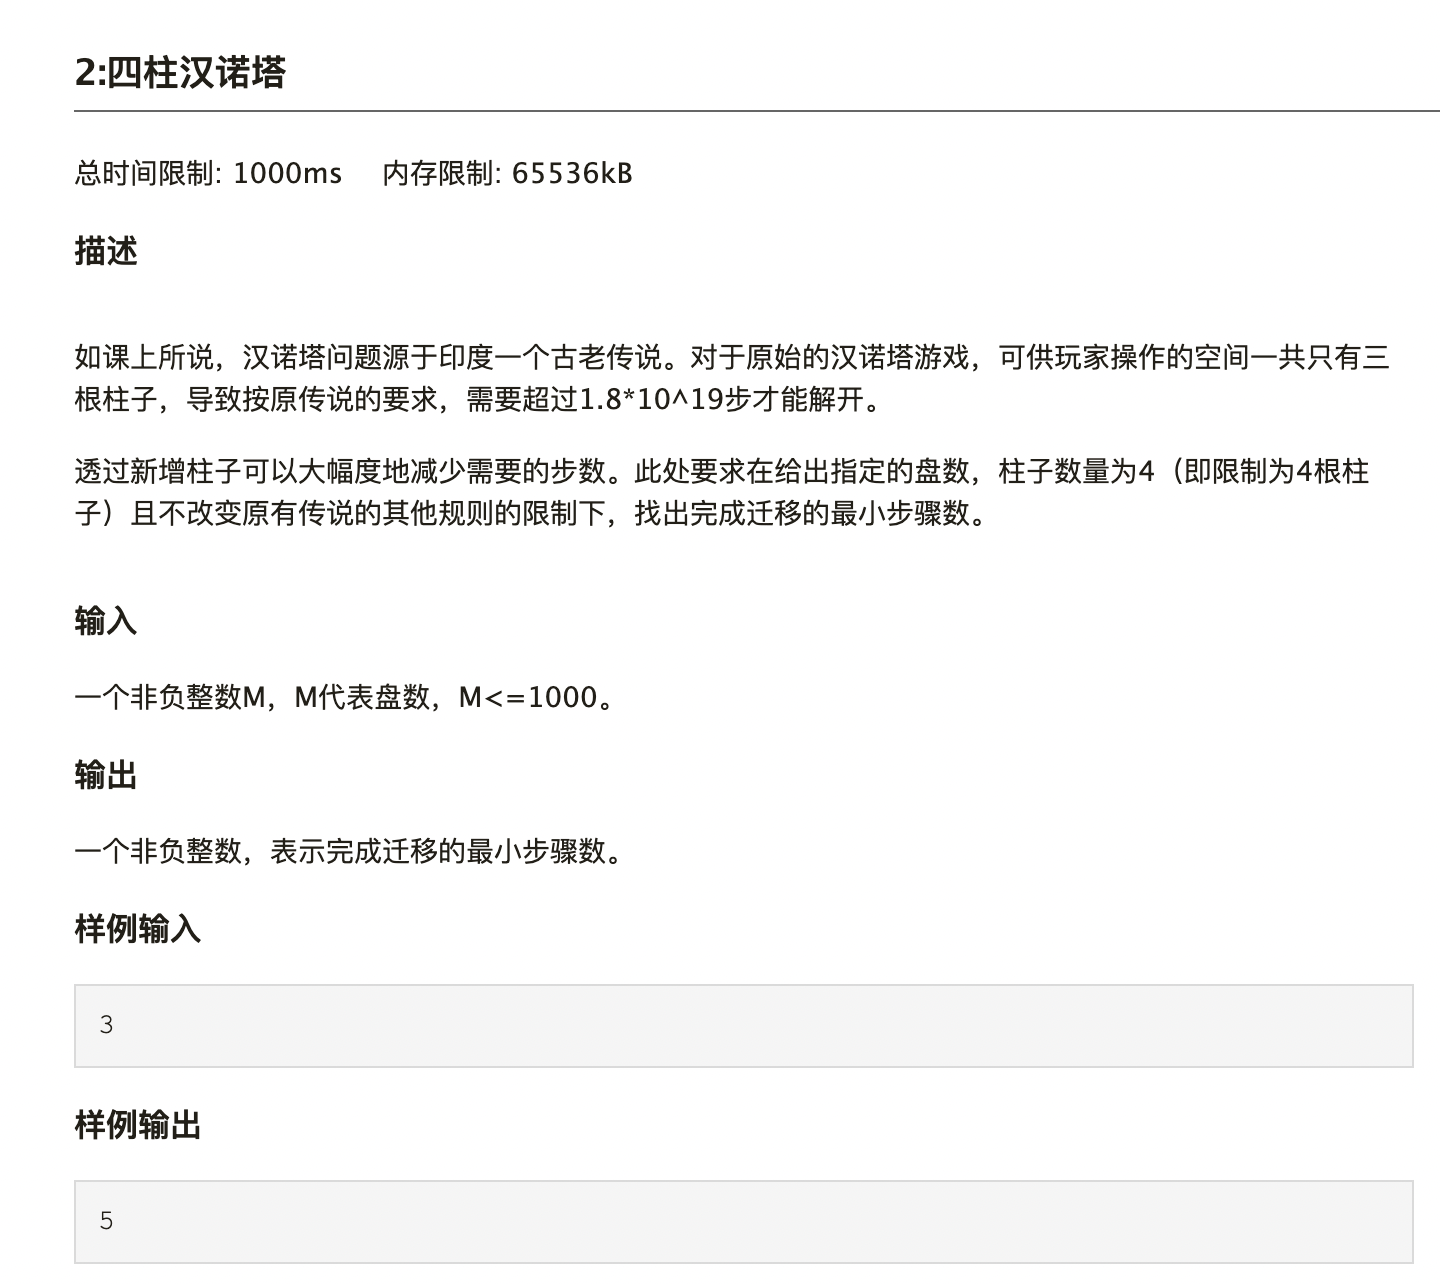 2:四柱汉诺塔
总时间限制: 1000ms 内存限制: 65536kB
描述
如课上所说，汉诺塔问题源于印度一个古老传说。对于原始的汉诺塔游戏，可供玩家操作的空间一共只有三
根柱子，导致按原传说的要求，需要超过1.8*10^19步才能解开。
透过新增柱子可以大幅度地减少需要的步数。此处要求在给出指定的盘数，柱子数量为4（即限制为4根柱
子）且不改变原有传说的其他规则的限制下，找出完成迁移的最小步骤数。
输入
一个非负整数M，M代表盘数，M<=1000。
输出
一个非负整数，表示完成迁移的最小步骤数。
样例输入
3
样例输出
5